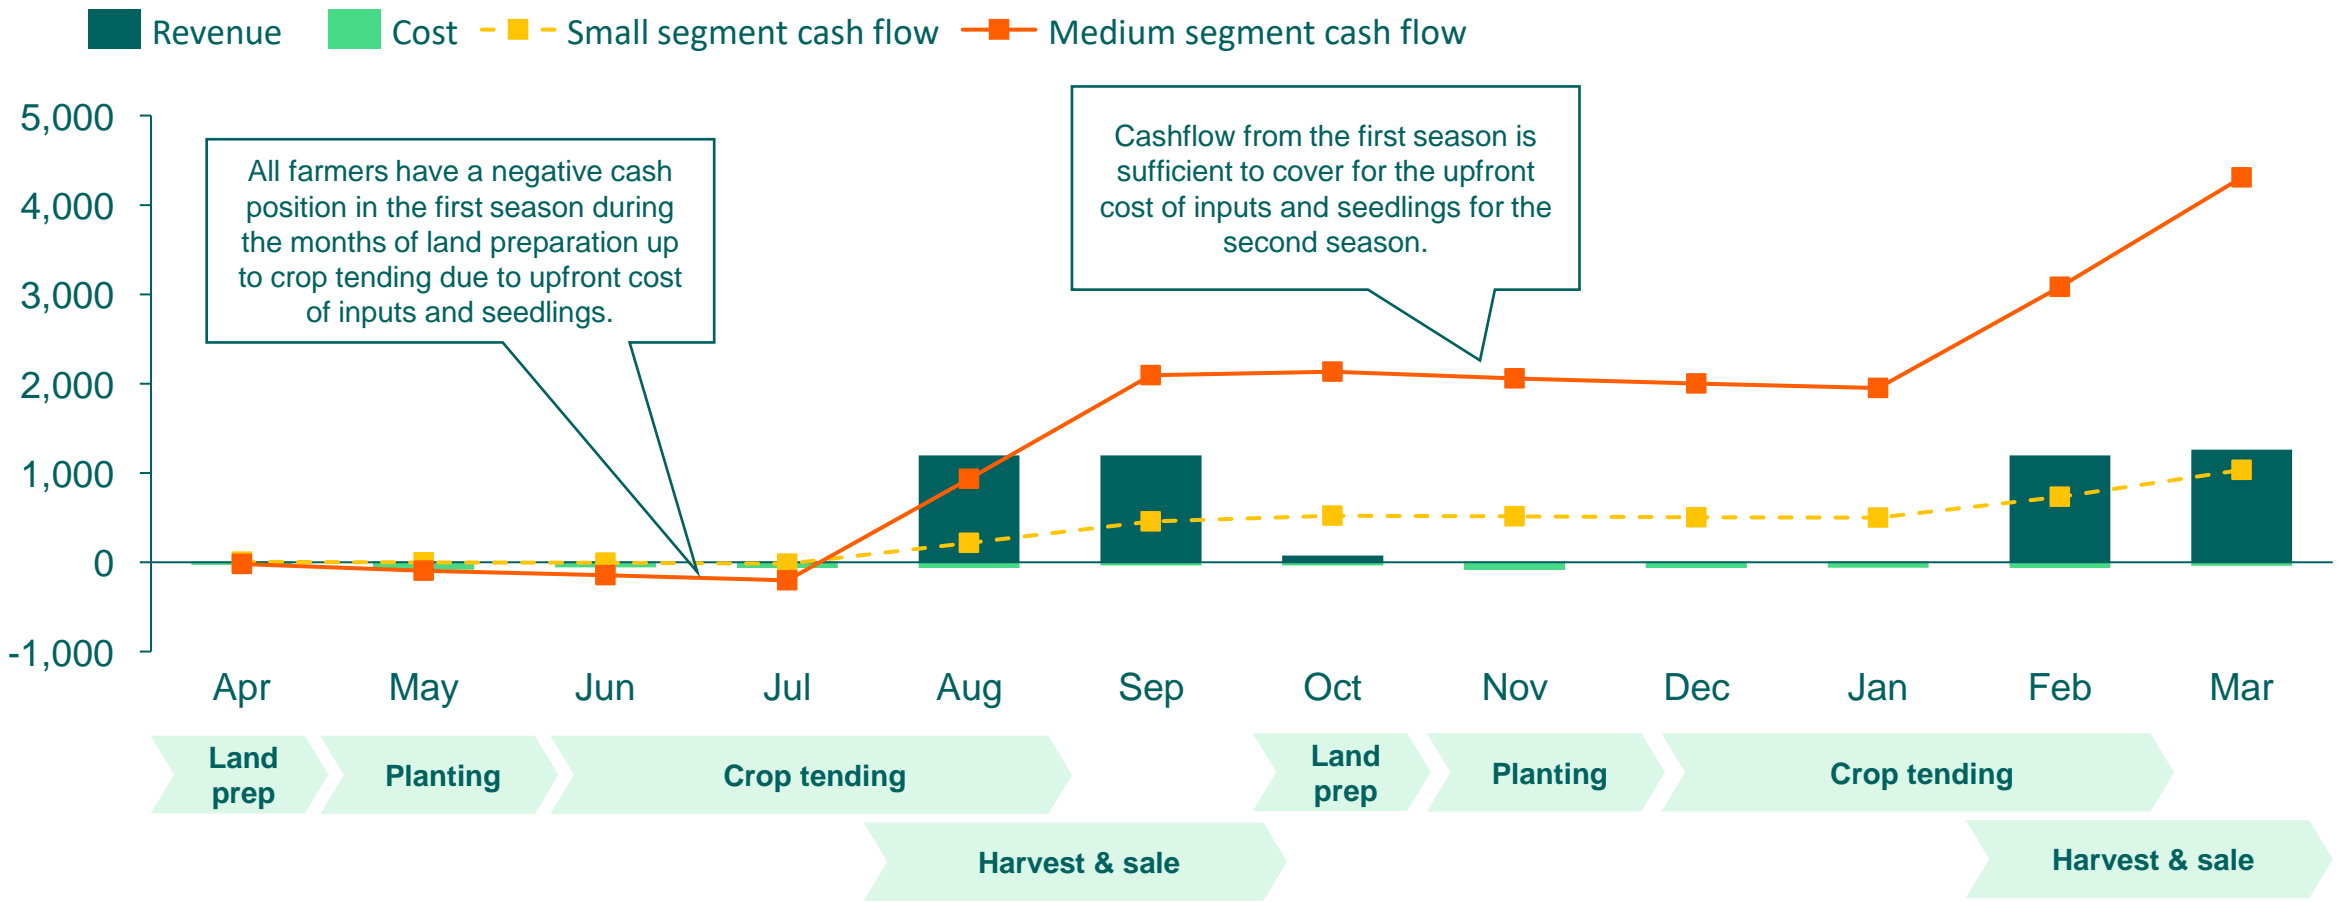 Revenue
Cost
Small segment cash flow
Medium segment cash flow
5,000
4,000
3,000
2,000
1,000
0
-1,000
All farmers have a negative cash
position in the first season during
the months of land preparation up
to crop tending due to upfront cost
of inputs and seedlings.
Cashflow from the first season is
sufficient to cover for the upfront
cost of inputs and seedlings for the
second season.
Apr
May
Jun
Jul
Aug
Sep
Oct
Nov
Dec
Jan
Feb
Mar
Land
prep
Planting
Crop tending
Harvest & sale
Land
prep
Planting
Crop tending
Harvest & sale